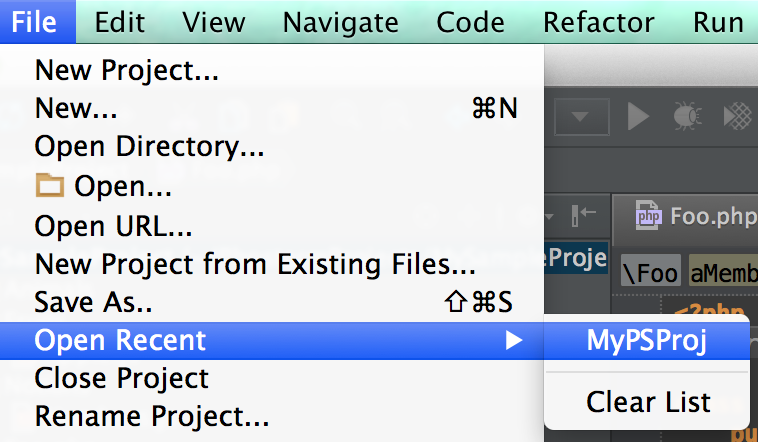 File Edit View Navigate Code Refactor Run
New Project...
New... ⌘N
Open Directory...
Open...
Open URL...
New Project from Existing Files...
Save As.. ⇧⌘S
Open Recent ▶
Close Project
Rename Project...
MyPSProj
Clear List
php Foo.php
eProje
\Foo aMemb
<?php
pu